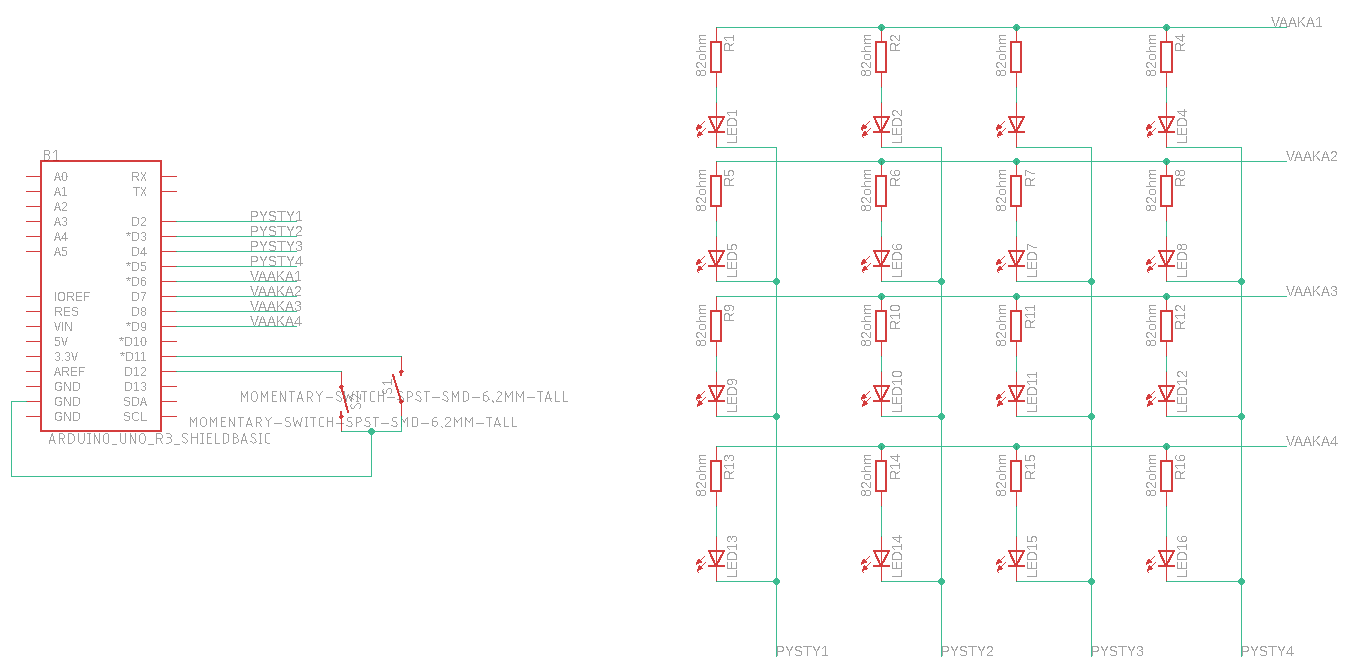 B1
A0
A1
A2
A3
A4
A5
IOREF
RES
VIN
5V
3.3V
AREF
GND
GND
GND
RX
TX
D2
*D3
D4
*D5
*D6
D7
D8
*D9
*D10
*D11
D12
D13
SDA
SCL
ARDUINO_UNO_R3_SHIELDBASIC
PYSTY1
PYSTY2
PYSTY3
PYSTY4
VAAKA1
VAAKA2
VAAKA3
VAAKA4
S1
MOMENTARY-SWITCH-SPST-SMD-6.2MM-TALL
MOMENTARY-SWITCH-SPST-SMD-6.2MM-TALL
VAAKA1
82ohm R1
82ohm R2
82ohm
82ohm R4
LED1
LED2
LED4
VAAKA2
82ohm R5
82ohm R6
82ohm R7
82ohm R8
LED5
LED6
LED7
LED8
VAAKA3
82ohm R9
82ohm R10
82ohm R11
82ohm R12
LED9
LED10
LED11
LED12
VAAKA4
82ohm R13
82ohm R14
82ohm R15
82ohm R16
LED13
LED14
LED15
LED16
PYSTY1
PYSTY2
PYSTY3
PYSTY4